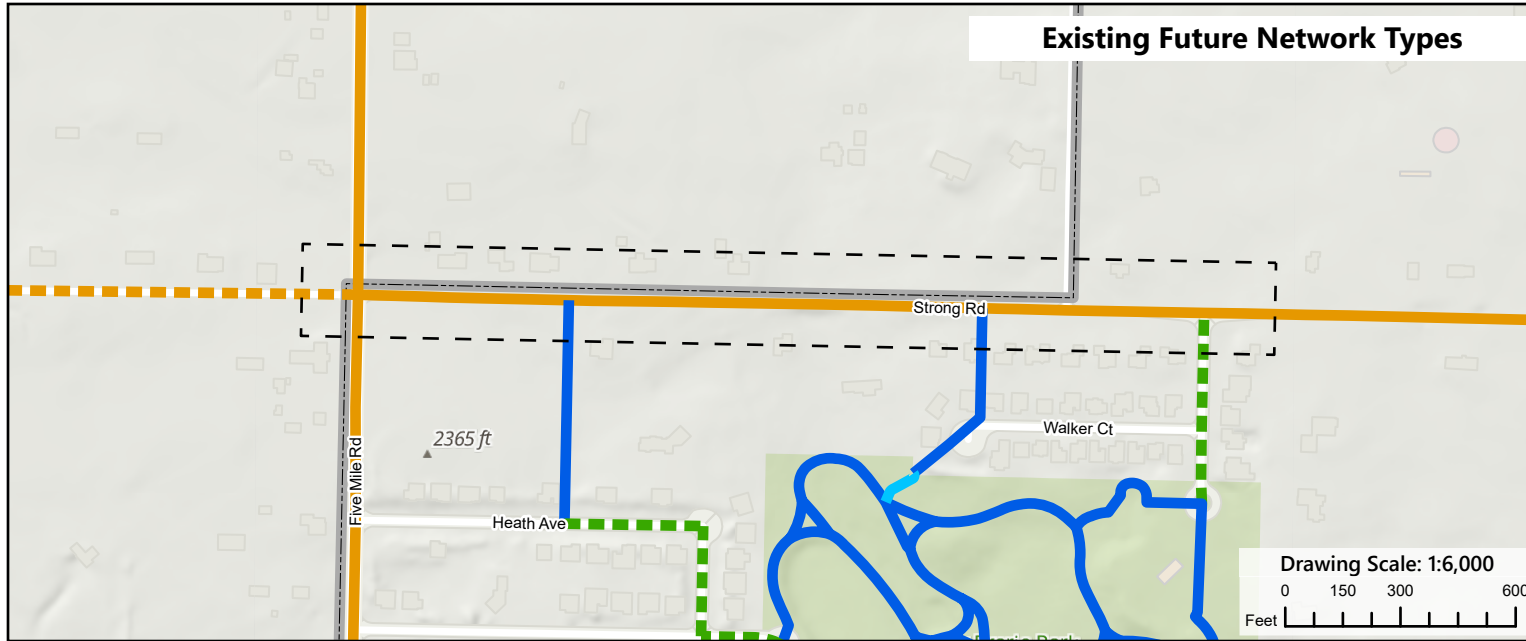 Existing Future Network Types
Strong Rd
2365 ft
Walker Ct
Five Mile Rd
Heath Ave
Drawing Scale: 1:6,000
0 150 300 600
Feet
Park